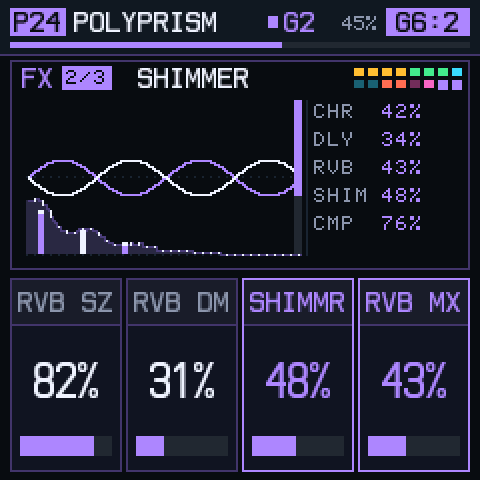 P24 POLYPRISM G2 45% G6:2
FX 2/3 SHIMMER
CHR 42%
DLY 34%
RVB 43%
SHIM 48%
CMP 76%
RVB SZ RVB DM SHIMMR RVB MX
82% 31% 48% 43%